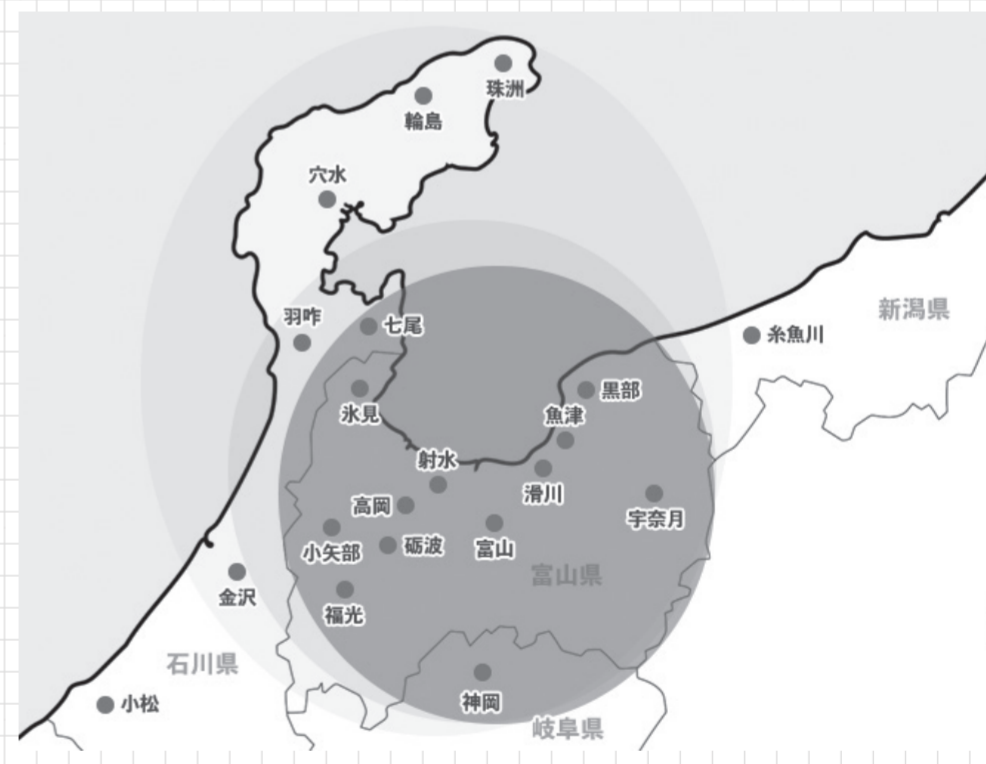 珠洲
輪島
穴水
新潟県
羽咋
七尾
糸魚川
黒部
氷見
魚津
射水
滑川
高岡
宇奈月
小矢部
砺波
富山
富山県
金沢
福光
石川県
小松
神岡
岐阜県